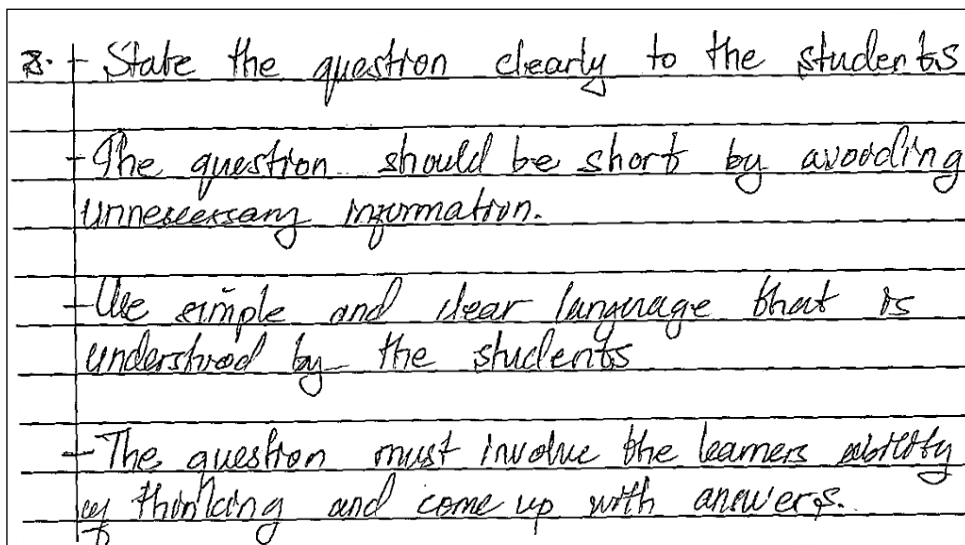 8. - State the question clearly to the students
- The question should be short by avoiding
unnescessary information.
- Use simple and clear language that is
understood by the students
- The question must involve the learners ability
of thinking and come up with answers.